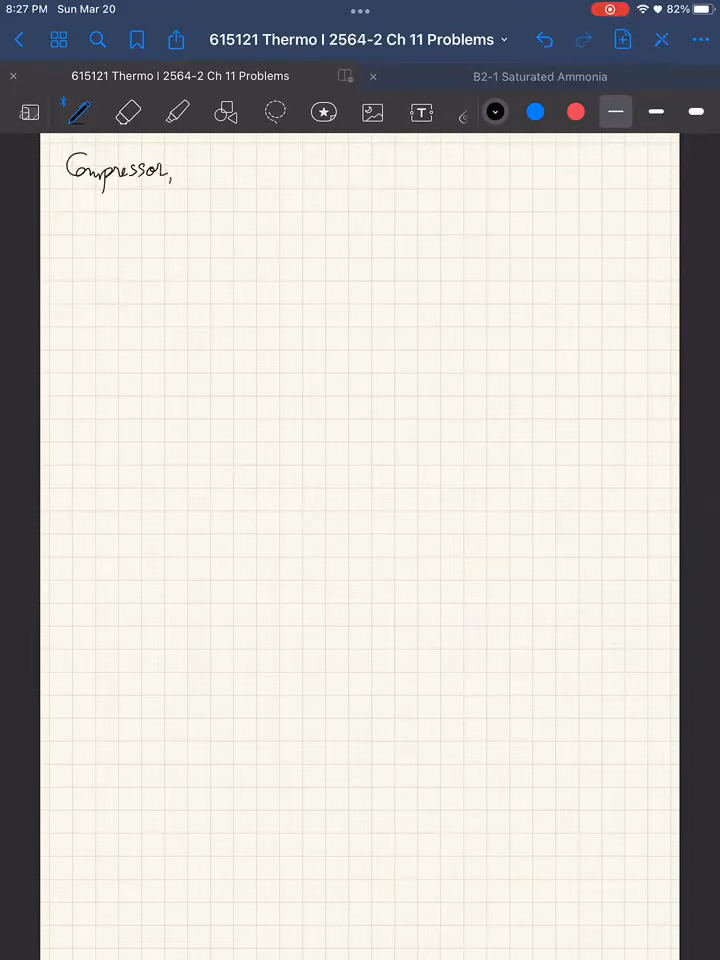 8:27 PM Sun Mar 20 82%
615121 Thermo I 2564-2 Ch 11 Problems
615121 Thermo I 2564-2 Ch 11 Problems B2-1 Saturated Ammonia
T
Compressor,